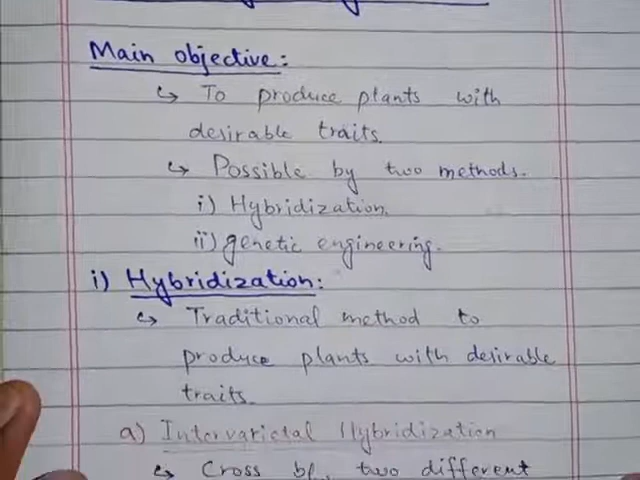 Main objective:
↳ To produce plants with
desirable traits.
↳ Possible by two methods.
i) Hybridization.
ii) genetic engineering.
i) Hybridization:
↳ Traditional method to
produce plants with desirable
traits.
a) Intervarietal Hybridization
↳ Cross b/. two different